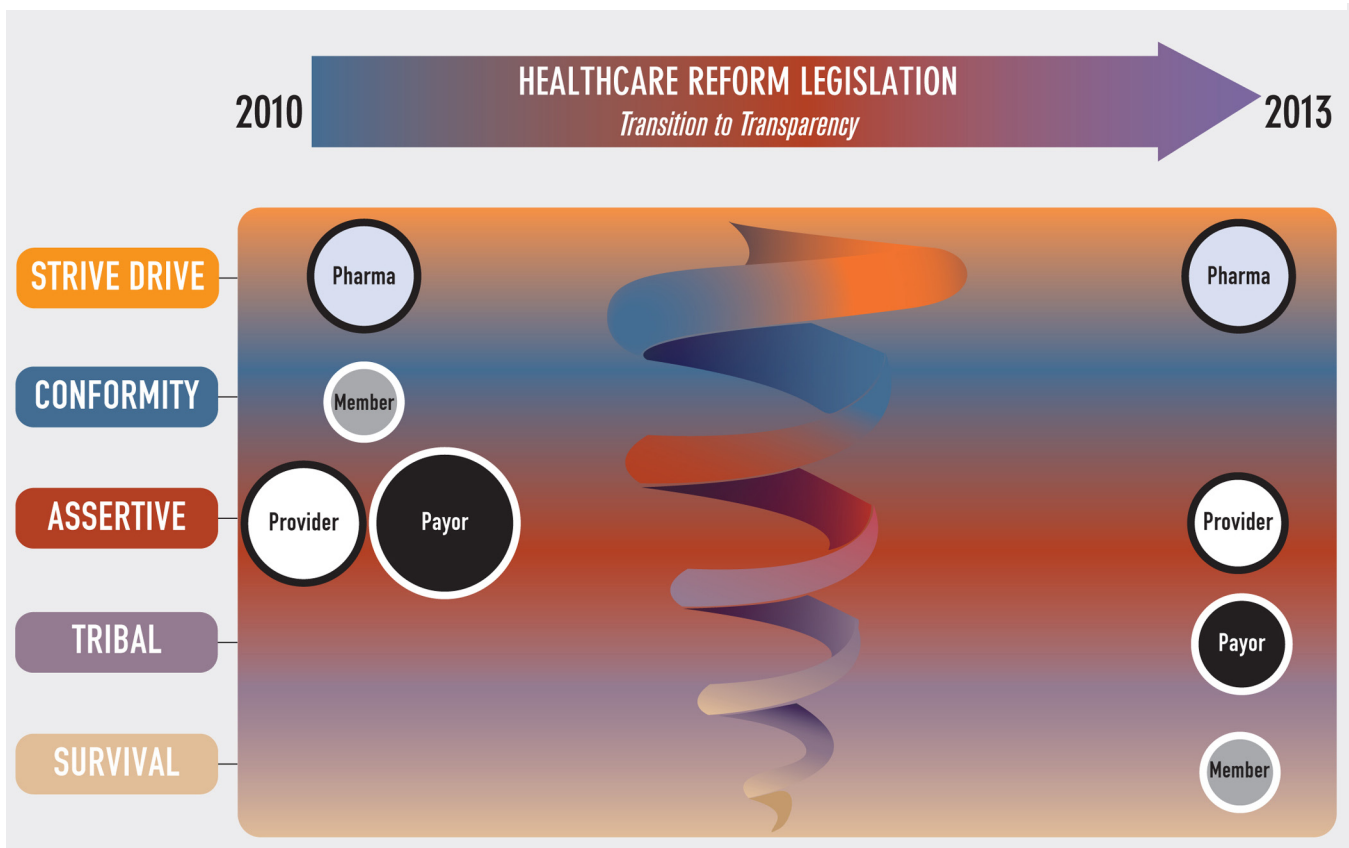 HEALTHCARE REFORM LEGISLATION
Transition to Transparency
2010
2013
STRIVE DRIVE
Pharma
Pharma
CONFORMITY
Member
ASSERTIVE
Provider
Payor
Provider
TRIBAL
Payor
SURVIVAL
Member